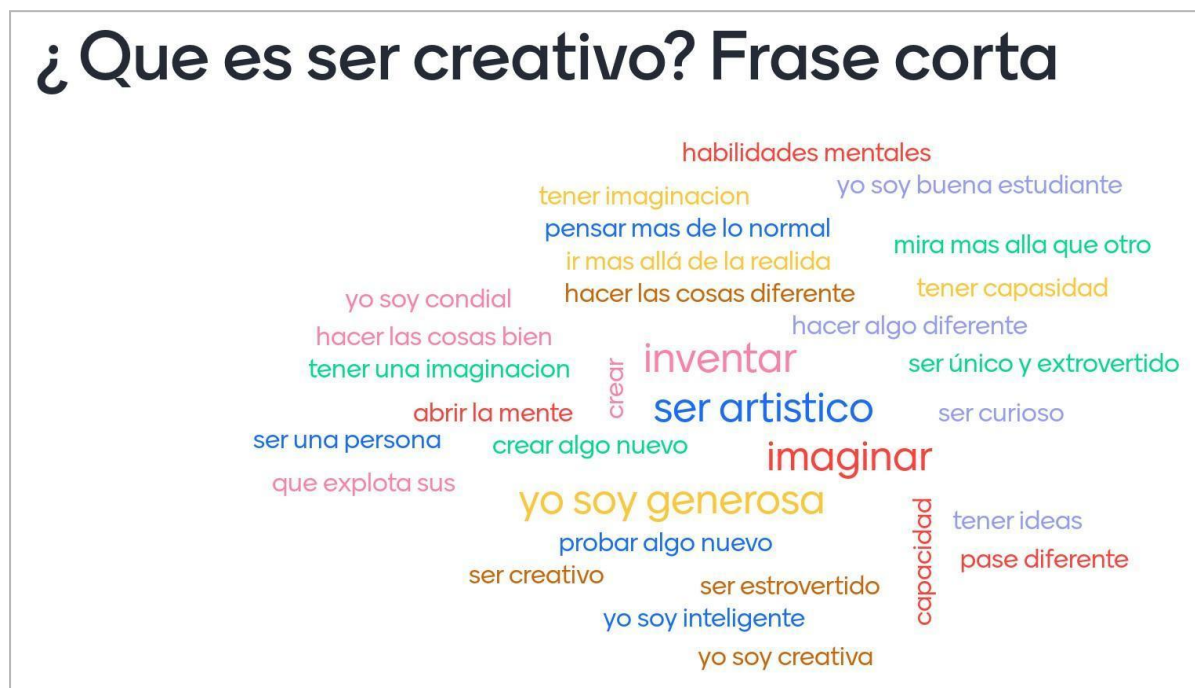 ¿ Que es ser creativo? Frase corta
habilidades mentales
yo soy buena estudiante
tener imaginacion
pensar mas de lo normal
mira mas alla que otro
ir mas allá de la realida
tener capasidad
hacer las cosas diferente
yo soy condial
hacer algo diferente
hacer las cosas bien
inventar
ser único y extrovertido
tener una imaginacion
crear
ser artistico
ser curioso
abrir la mente
ser una persona
crear algo nuevo
imaginar
que explota sus
yo soy generosa
tener ideas
probar algo nuevo
capacidad
pase diferente
ser creativo
ser estrovertido
yo soy inteligente
yo soy creativa